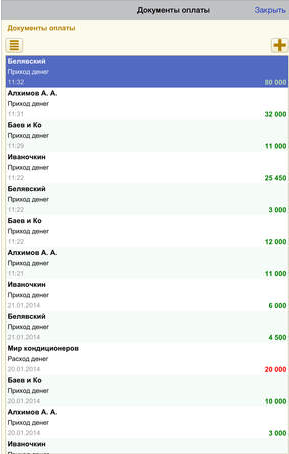 Документы оплаты Закрыть
Документы оплаты
Белявский
Приход денег
11:32 80 000
Алхимов А. А.
Приход денег
11:31 32 000
Баев и Ко
Приход денег
11:29 11 000
Иваночкин
Приход денег
11:22 25 450
Белявский
Приход денег
11:22 3 000
Баев и Ко
Приход денег
11:22 12 000
Алхимов А. А.
Приход денег
11:21 11 000
Иваночкин
Приход денег
21.01.2014 6 000
Белявский
Приход денег
21.01.2014 4 500
Мир кондиционеров
Расход денег
20.01.2014 20 000
Баев и Ко
Приход денег
20.01.2014 10 000
Алхимов А. А.
Приход денег
20.01.2014 3 000
Иваночкин